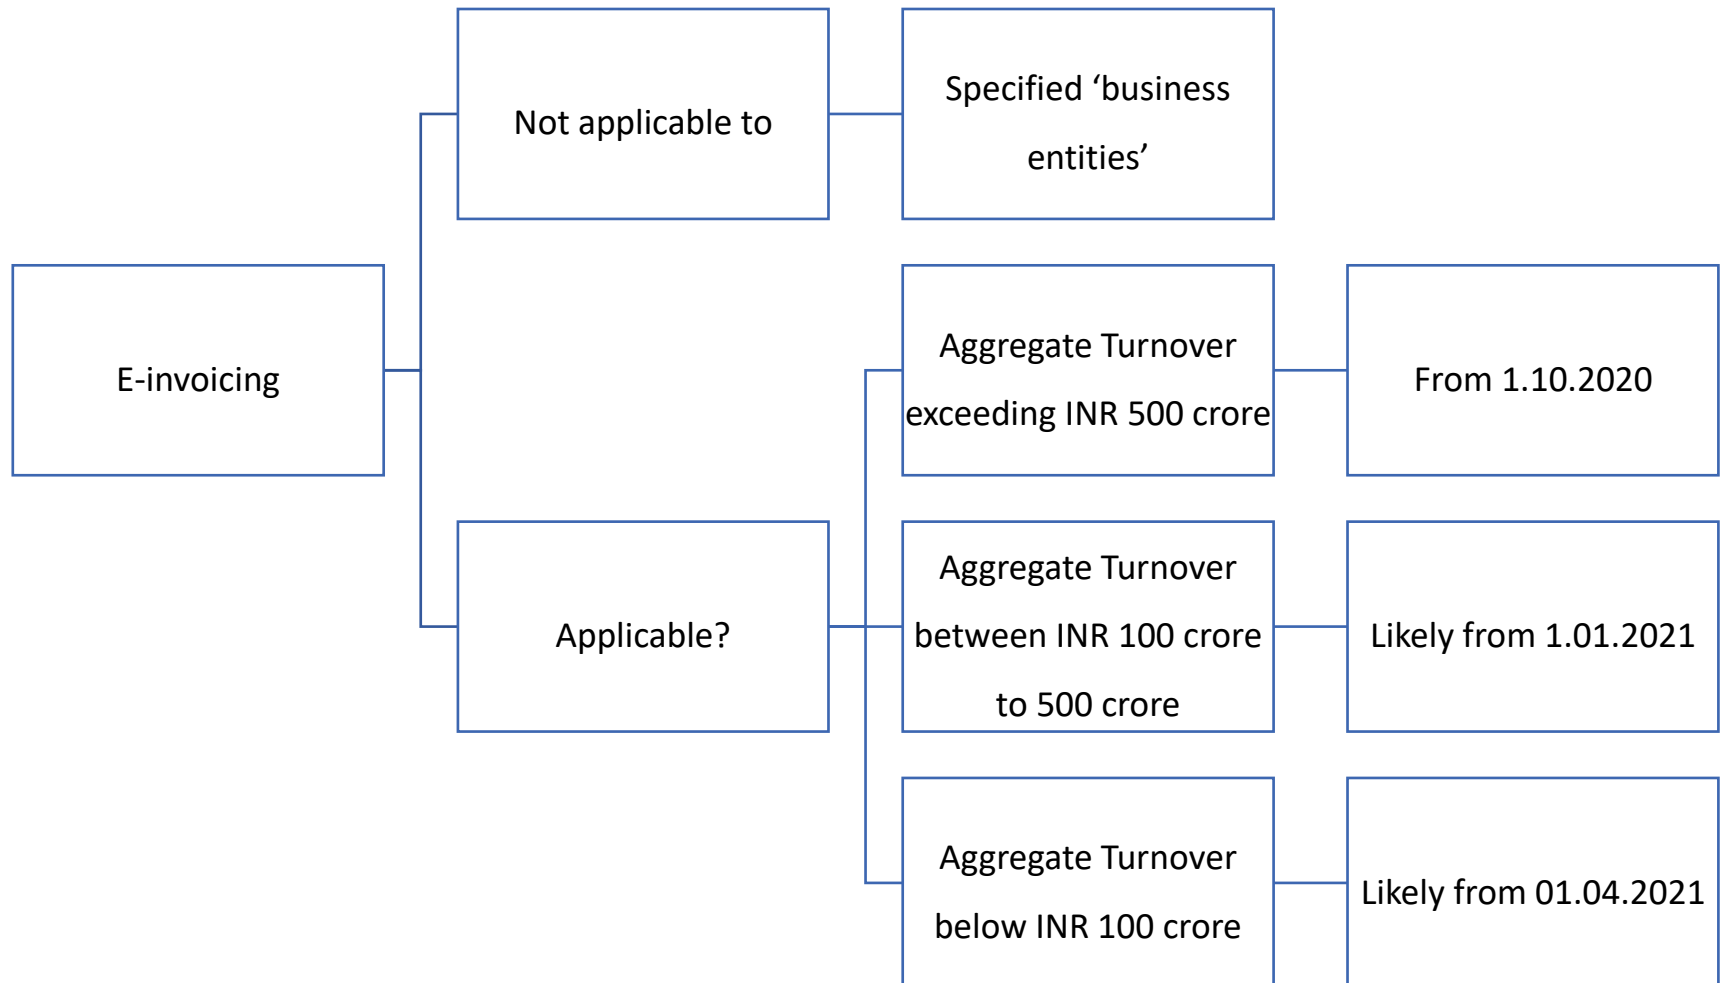 Specified ‘business
entities’
Not applicable to
E-invoicing
Aggregate Turnover
exceeding INR 500 crore
From 1.10.2020
Applicable?
Aggregate Turnover
between INR 100 crore
to 500 crore
Likely from 1.01.2021
Aggregate Turnover
below INR 100 crore
Likely from 01.04.2021